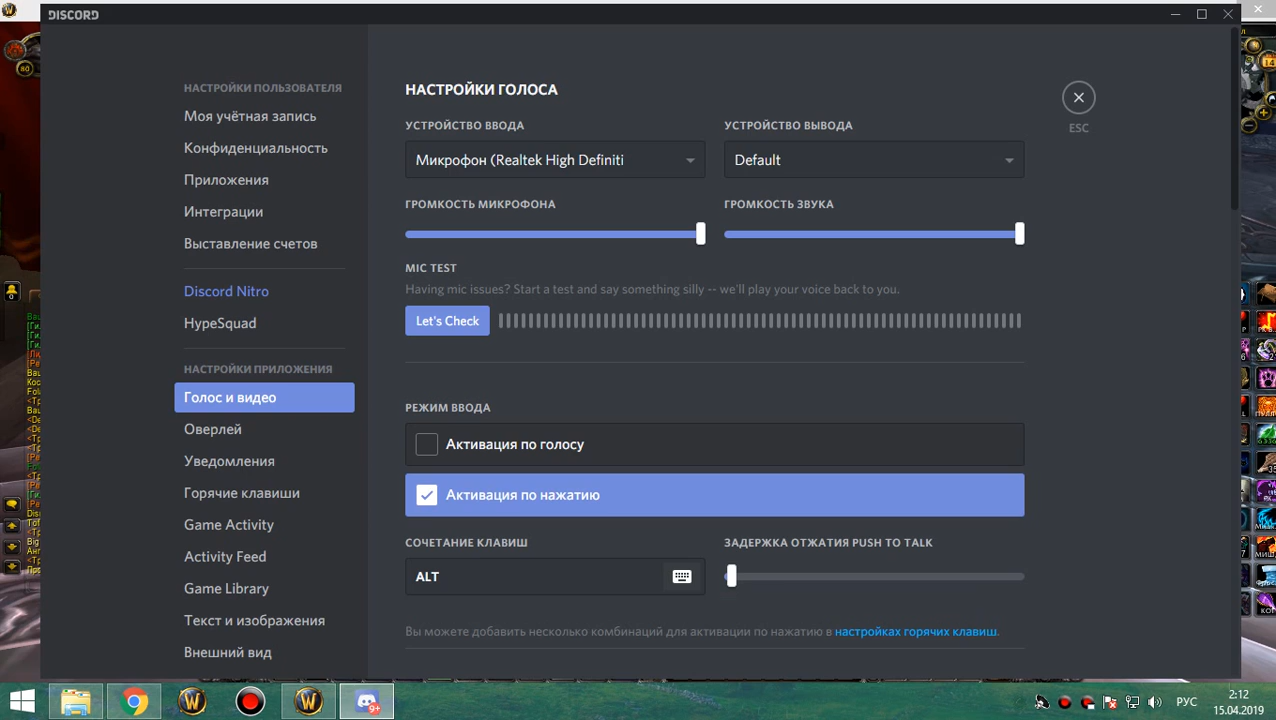 DISCORD
НАСТРОЙКИ ПОЛЬЗОВАТЕЛЯ
Моя учётная запись
Конфиденциальность
Приложения
Интеграции
Выставление счетов
Discord Nitro
HypeSquad
НАСТРОЙКИ ПРИЛОЖЕНИЯ
Голос и видео
Оверлей
Уведомления
Горячие клавиши
Game Activity
Activity Feed
Game Library
Текст и изображения
Внешний вид
НАСТРОЙКИ ГОЛОСА
ESC
УСТРОЙСТВО ВВОДА
УСТРОЙСТВО ВЫВОДА
Микрофон (Realtek High Definiti
Default
ГРОМКОСТЬ МИКРОФОНА
ГРОМКОСТЬ ЗВУКА
MIC TEST
Having mic issues? Start a test and say something silly -- we'll play your voice back to you.
Let's Check
РЕЖИМ ВВОДА
Активация по голосу
Активация по нажатию
СОЧЕТАНИЕ КЛАВИШ
ЗАДЕРЖКА ОТЖАТИЯ PUSH TO TALK
ALT
Вы можете добавить несколько комбинаций для активации по нажатию в настройках горячих клавиш.
9+
РУС
2:12
15.04.2019